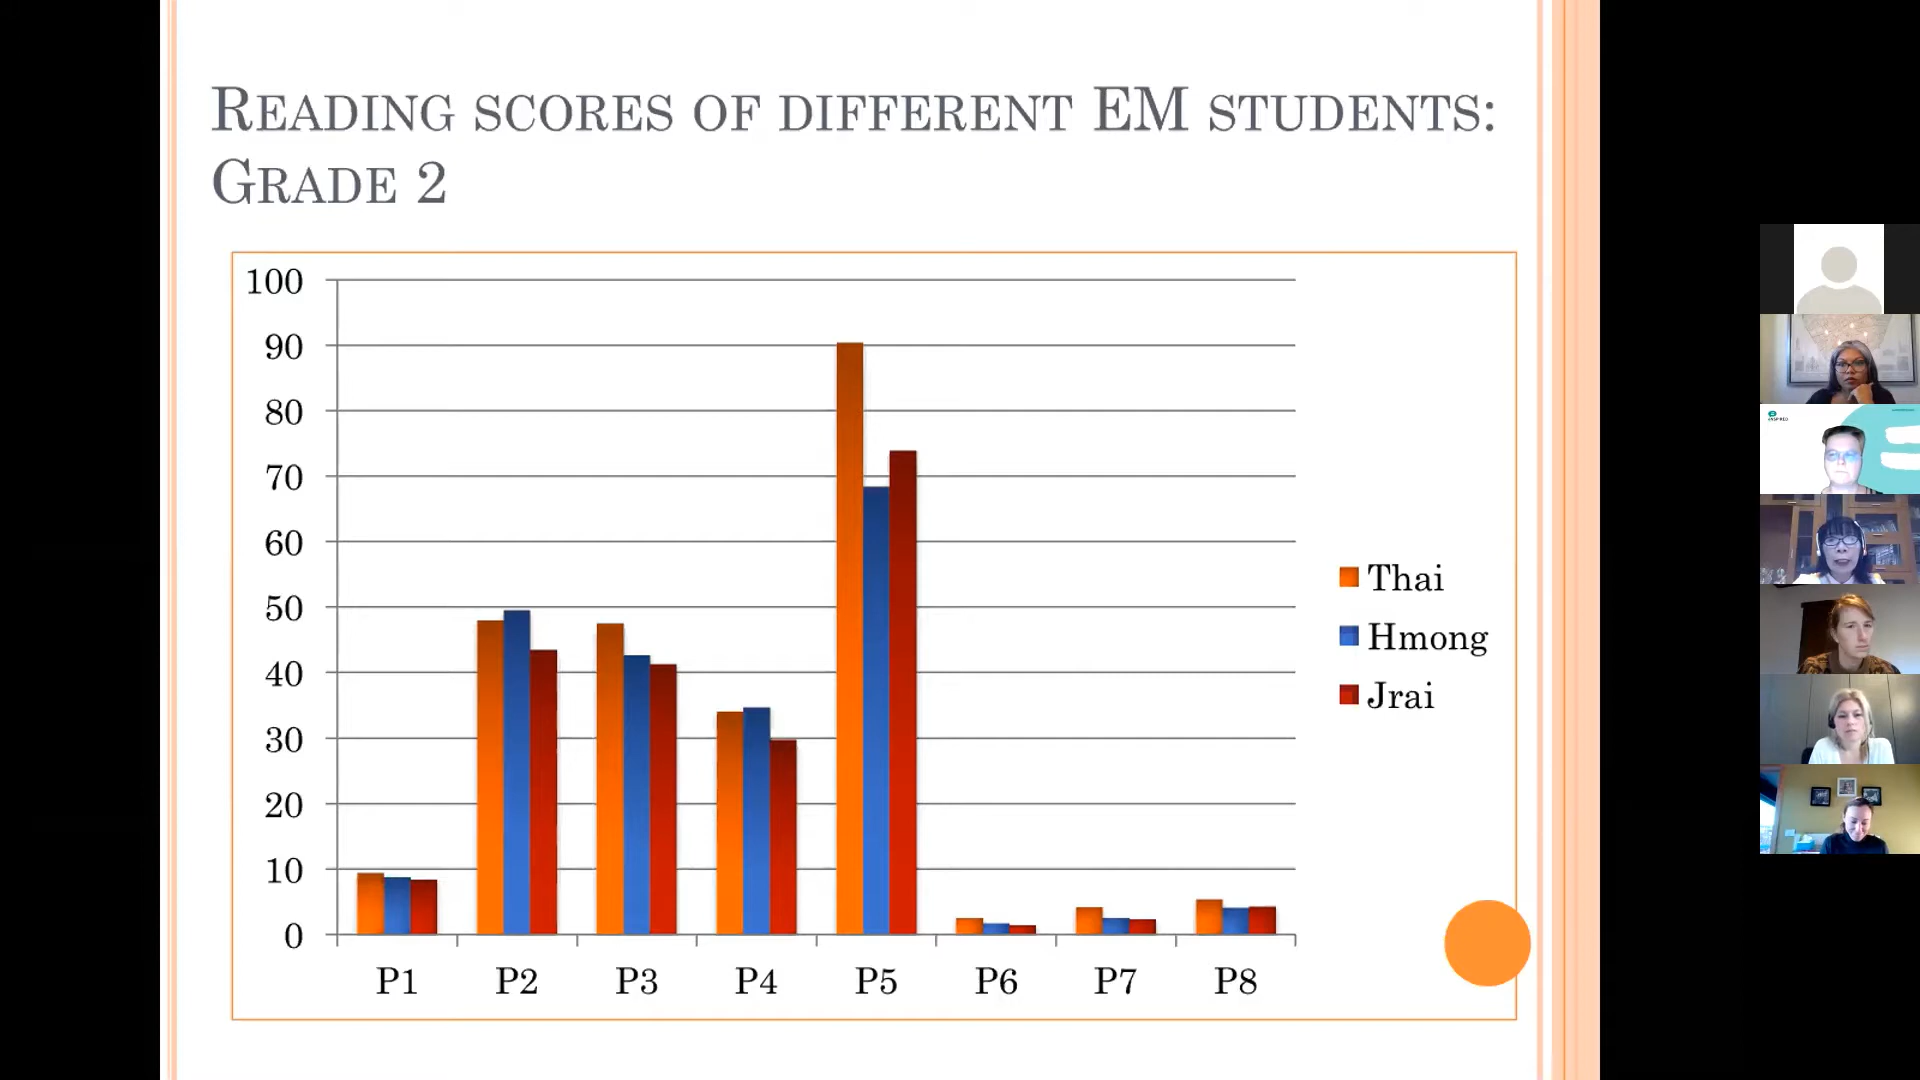 READING SCORES OF DIFFERENT EM STUDENTS:
GRADE 2
100
90
80
70
60
50
40
30
20
10
0
P1 P2 P3 P4 P5 P6 P7 P8
Thai
Hmong
Jrai